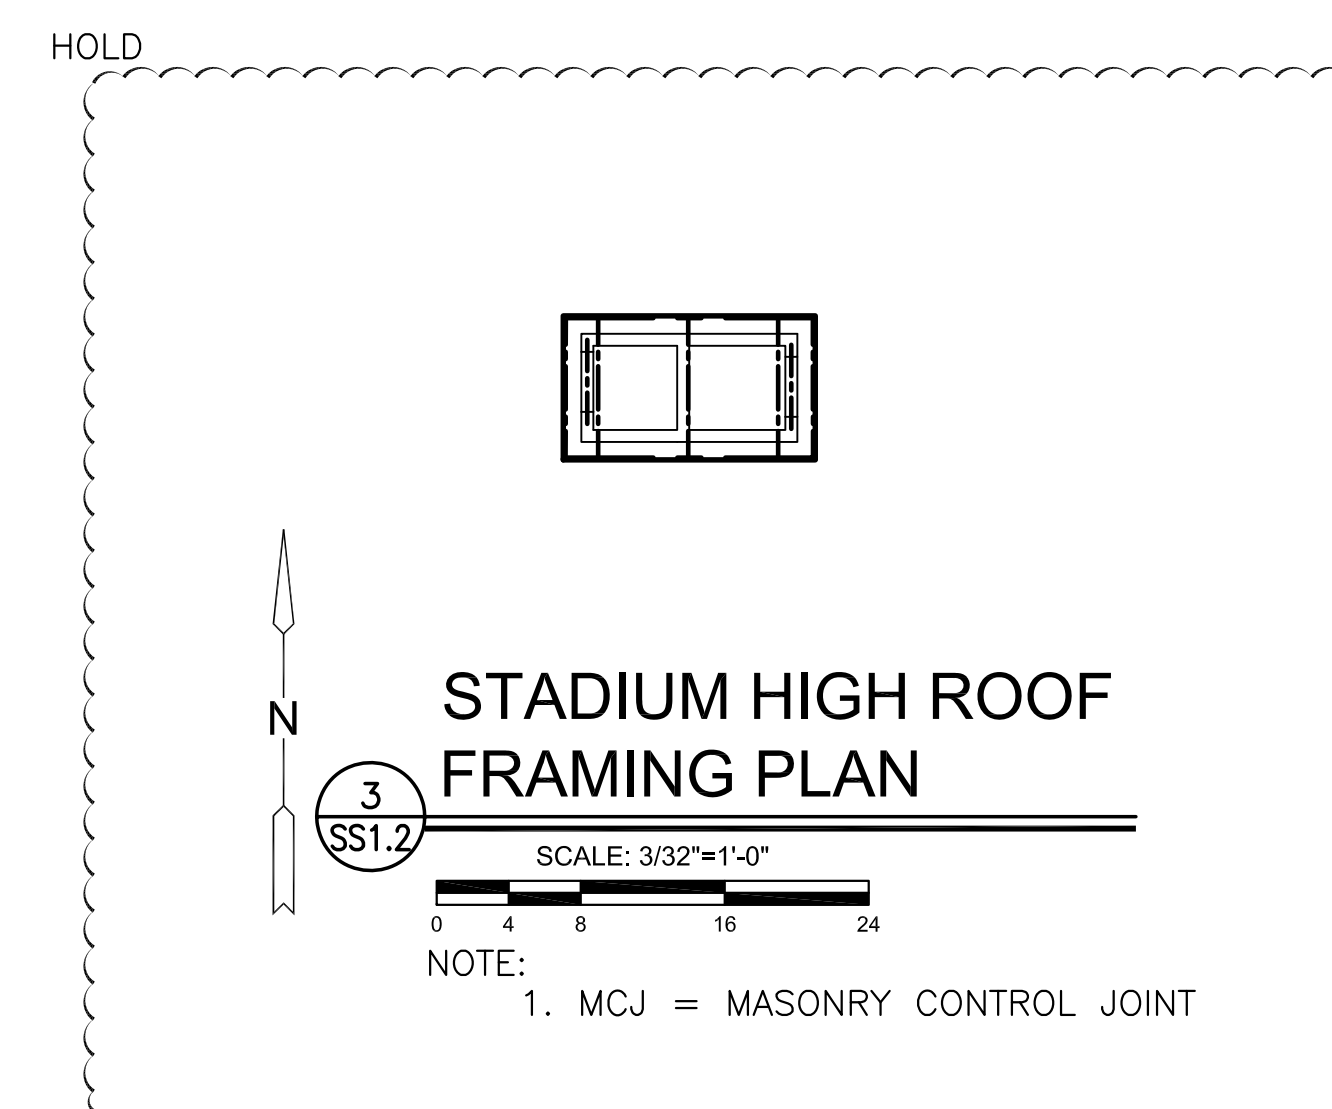 HOLD
N
STADIUM HIGH ROOF
FRAMING PLAN
3
SS1.2
SCALE: 3/32"=1'-0"
0 4 8 16 24
NOTE:
1. MCJ = MASONRY CONTROL JOINT